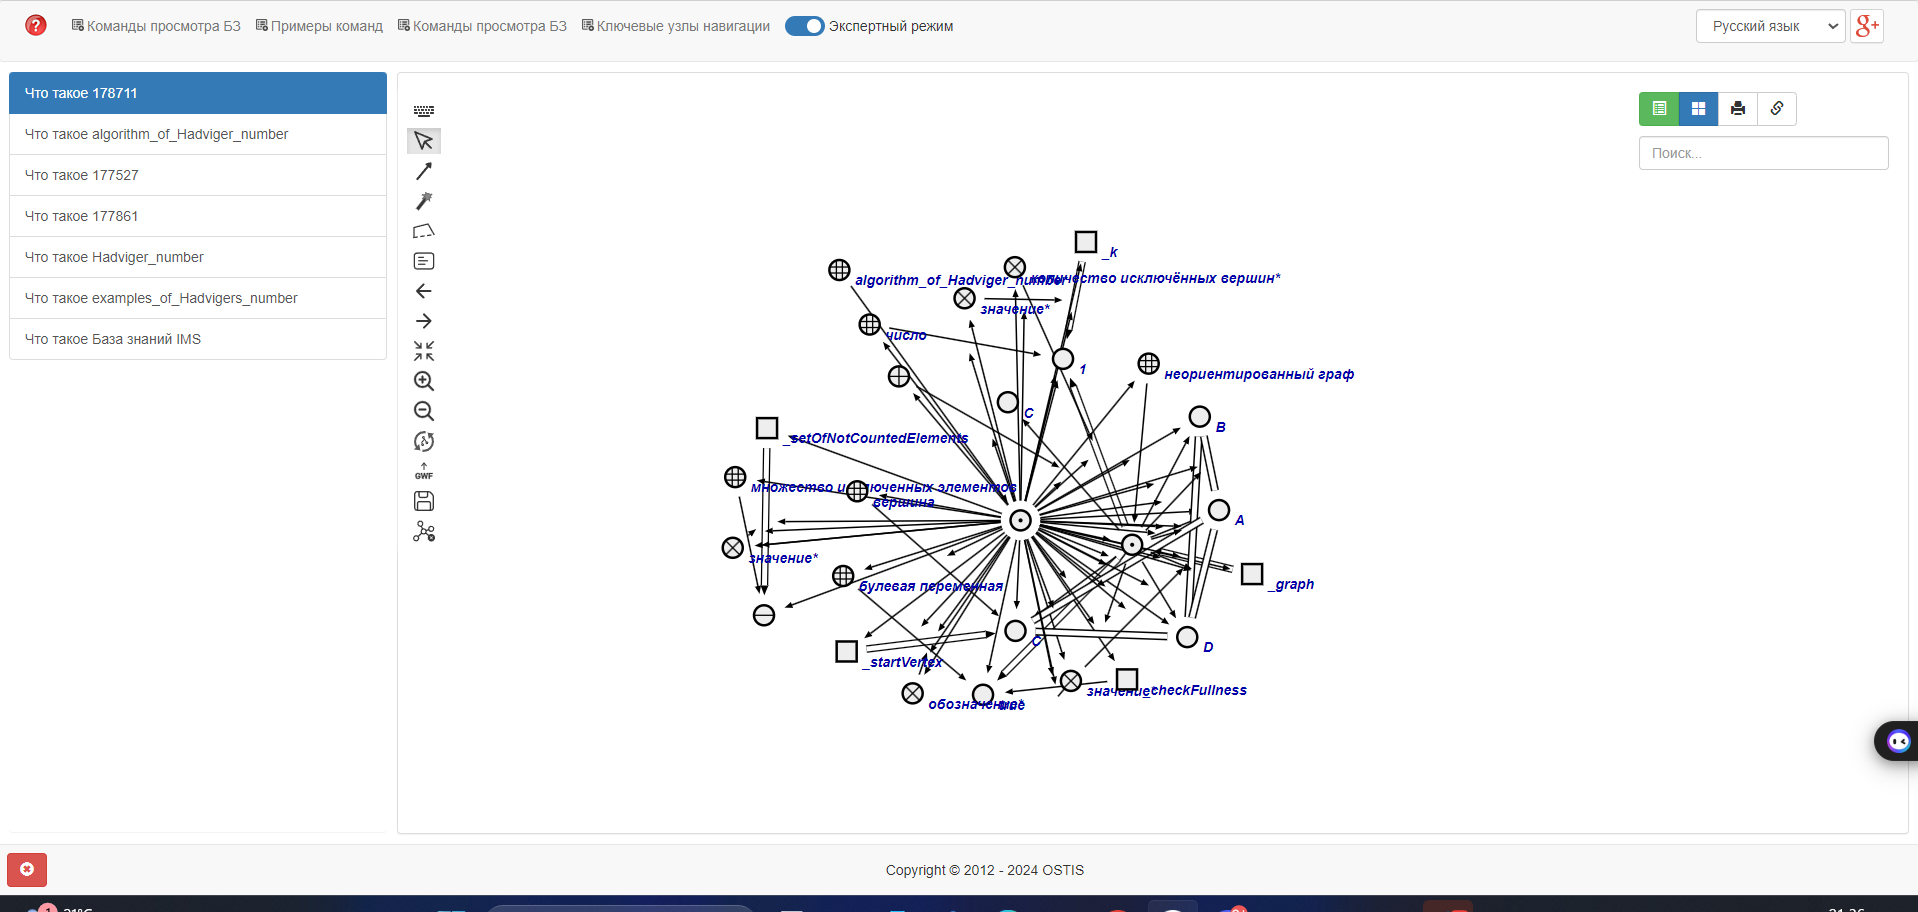 Команды просмотра БЗ Примеры команд Команды просмотра БЗ Ключевые узлы навигации Экспертный режим Русский язык g+
Что такое 178711
Что такое algorithm_of_Hadviger_number
Что такое 177527
Что такое 177861
Что такое Hadviger_number
Что такое examples_of_Hadvigers_number
Что такое База знаний IMS
GWF
Поиск...
_k
algorithm_of_Hadviger_number
количество исключённых вершин*
значение*
число
1
неориентированный граф
C
B
_setOfNotCountedElements
множество исключенных элементов
вершина
A
значение*
булевая переменная
_graph
C
D
_startVertex
значение*
_checkFullness
обозначение*
true
Copyright © 2012 - 2024 OSTIS